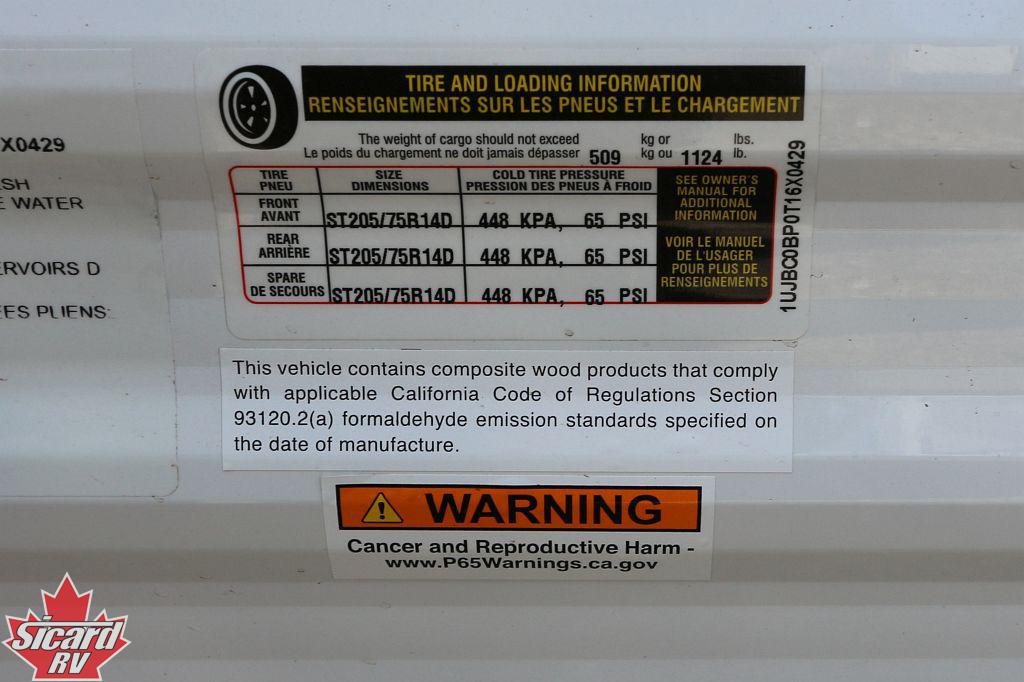 X0429
SH
E WATER
ERVOIRS D
ES PLIENS:
TIRE AND LOADING INFORMATION
RENSEIGNEMENTS SUR LES PNEUS ET LE CHARGEMENT
The weight of cargo should not exceed kg or lbs.
Le poids du chargement ne doit jamais dépasser 509 kg ou 1124 lb.
TIRE SIZE COLD TIRE PRESSURE
PNEU DIMENSIONS PRESSION DES PNEUS À FROID
FRONT
AVANT ST205/75R14D 448 KPA, 65 PSI
REAR
ARRIÈRE ST205/75R14D 448 KPA, 65 PSI
SPARE
DE SECOURS ST205/75R14D 448 KPA, 65 PSI
SEE OWNER'S
MANUAL FOR
ADDITIONAL
INFORMATION
VOIR LE MANUEL
DE L'USAGER
POUR PLUS DE
RENSEIGNEMENTS
1UJBC0BP0T16X0429
This vehicle contains composite wood products that comply
with applicable California Code of Regulations Section
93120.2(a) formaldehyde emission standards specified on
the date of manufacture.
WARNING
Cancer and Reproductive Harm -
www.P65Warnings.ca.gov
Sicard
RV